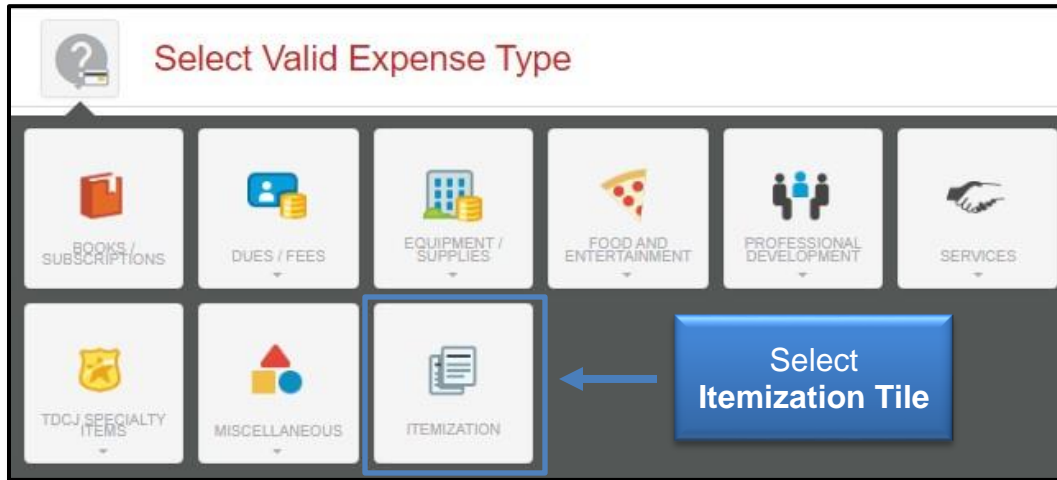 Select Valid Expense Type
BOOKS /
SUBSCRIPTIONS
DUES / FEES
EQUIPMENT /
SUPPLIES
FOOD AND
ENTERTAINMENT
PROFESSIONAL
DEVELOPMENT
SERVICES
TDCJ SPECIALTY
ITEMS
MISCELLANEOUS
ITEMIZATION
Select
Itemization Tile